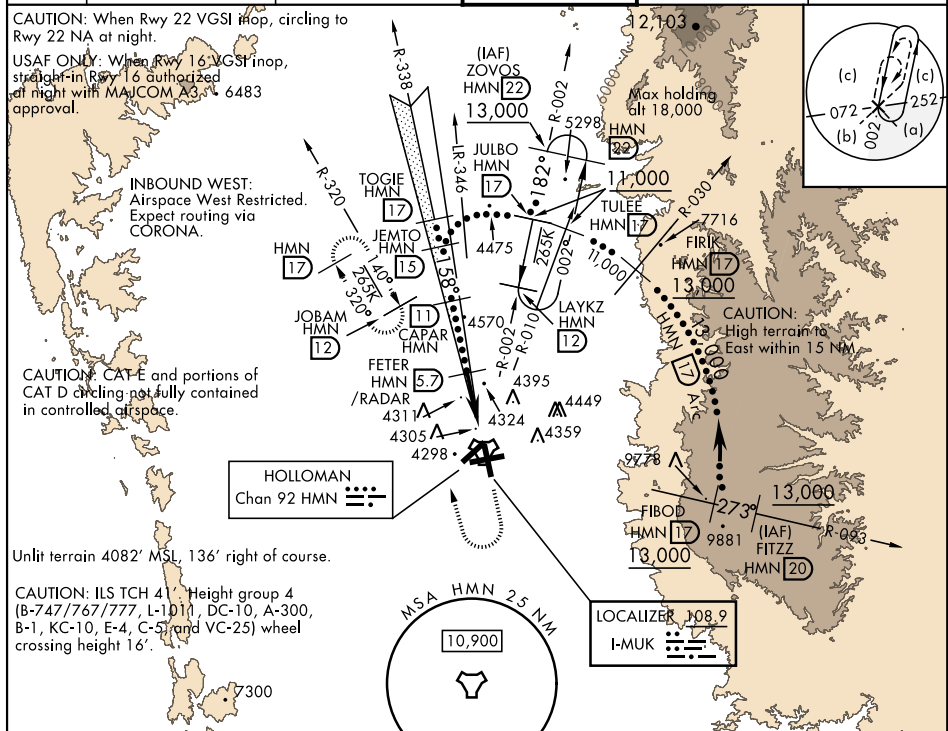 CAUTION: When Rwy 22 VGSI inop, circling to
Rwy 22 NA at night.
USAF ONLY: When Rwy 16 VGSI inop,
straight-in Rwy 16 authorized
at night with MAJCOM A3
approval.
6483
R-338
(IAF)
ZOVOS
HMN 22
13,000
R-002
5298
12,103
Max holding
alt 18,000
HMN
22
11,000
(c)
(c)
072
252
(b)
(a)
002
INBOUND WEST:
Airspace West Restricted.
Expect routing via
CORONA.
R-320
TOGIE
HMN
17
LR-346
JULBO
HMN
17
182°
TULEE
HMN 17
R-030
7716
HMN
17
JEMTO
HMN
15
4475
265K
002°
11,000
FIRIK
HMN 17
13,000
140°
265K
320°
158°
JOBAM
HMN
12
11
CAPAR
HMN
4570
R-002
R-010
LAYKZ
HMN
12
HMN 17 Arc
13,000
CAUTION:
High terrain to
East within 15 NM
CAUTION: CAT E and portions of
CAT D circling not fully contained
in controlled airspace.
FETER
HMN 5.7
/RADAR
4395
4311
4324
4449
4305
4359
4298
HOLLOMAN
Chan 92 HMN
9778
273°
13,000
FIBOD
HMN 17
13,000
9881
(IAF)
FITZZ
HMN 20
R-093
Unlit terrain 4082' MSL, 136' right of course.
CAUTION: ILS TCH 41'. Height group 4
(B-747/767/777, L-1011, DC-10, A-300,
B-1, KC-10, E-4, C-5, and VC-25) wheel
crossing height 16'.
MSA HMN 25 NM
10,900
LOCALIZER 108.9
I-MUK
7300